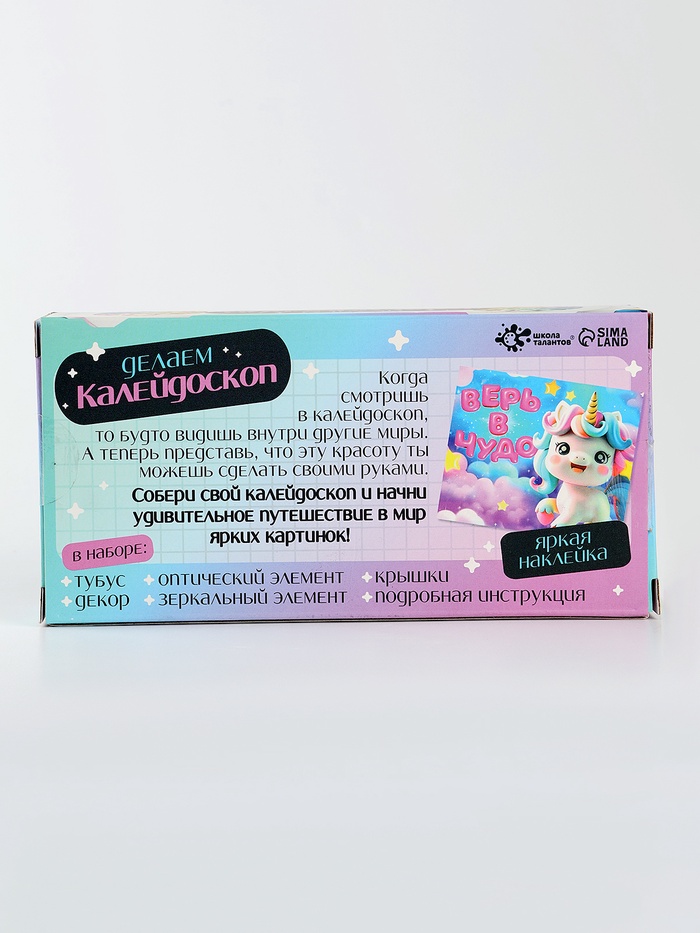 делаем
Калейдоскоп
школа
талантов®
SIMA
LAND
Когда
смотришь
в калейдоскоп,
то будто видишь внутри другие миры.
А теперь представь, что эту красоту ты
можешь сделать своими руками.
Собери свой калейдоскоп и начни
удивительное путешествие в мир
ярких картинок!
ВЕРЬ
В
ЧУДО
яркая
наклейка
в наборе:
тубус оптический элемент крышки
декор зеркальный элемент подробная инструкция